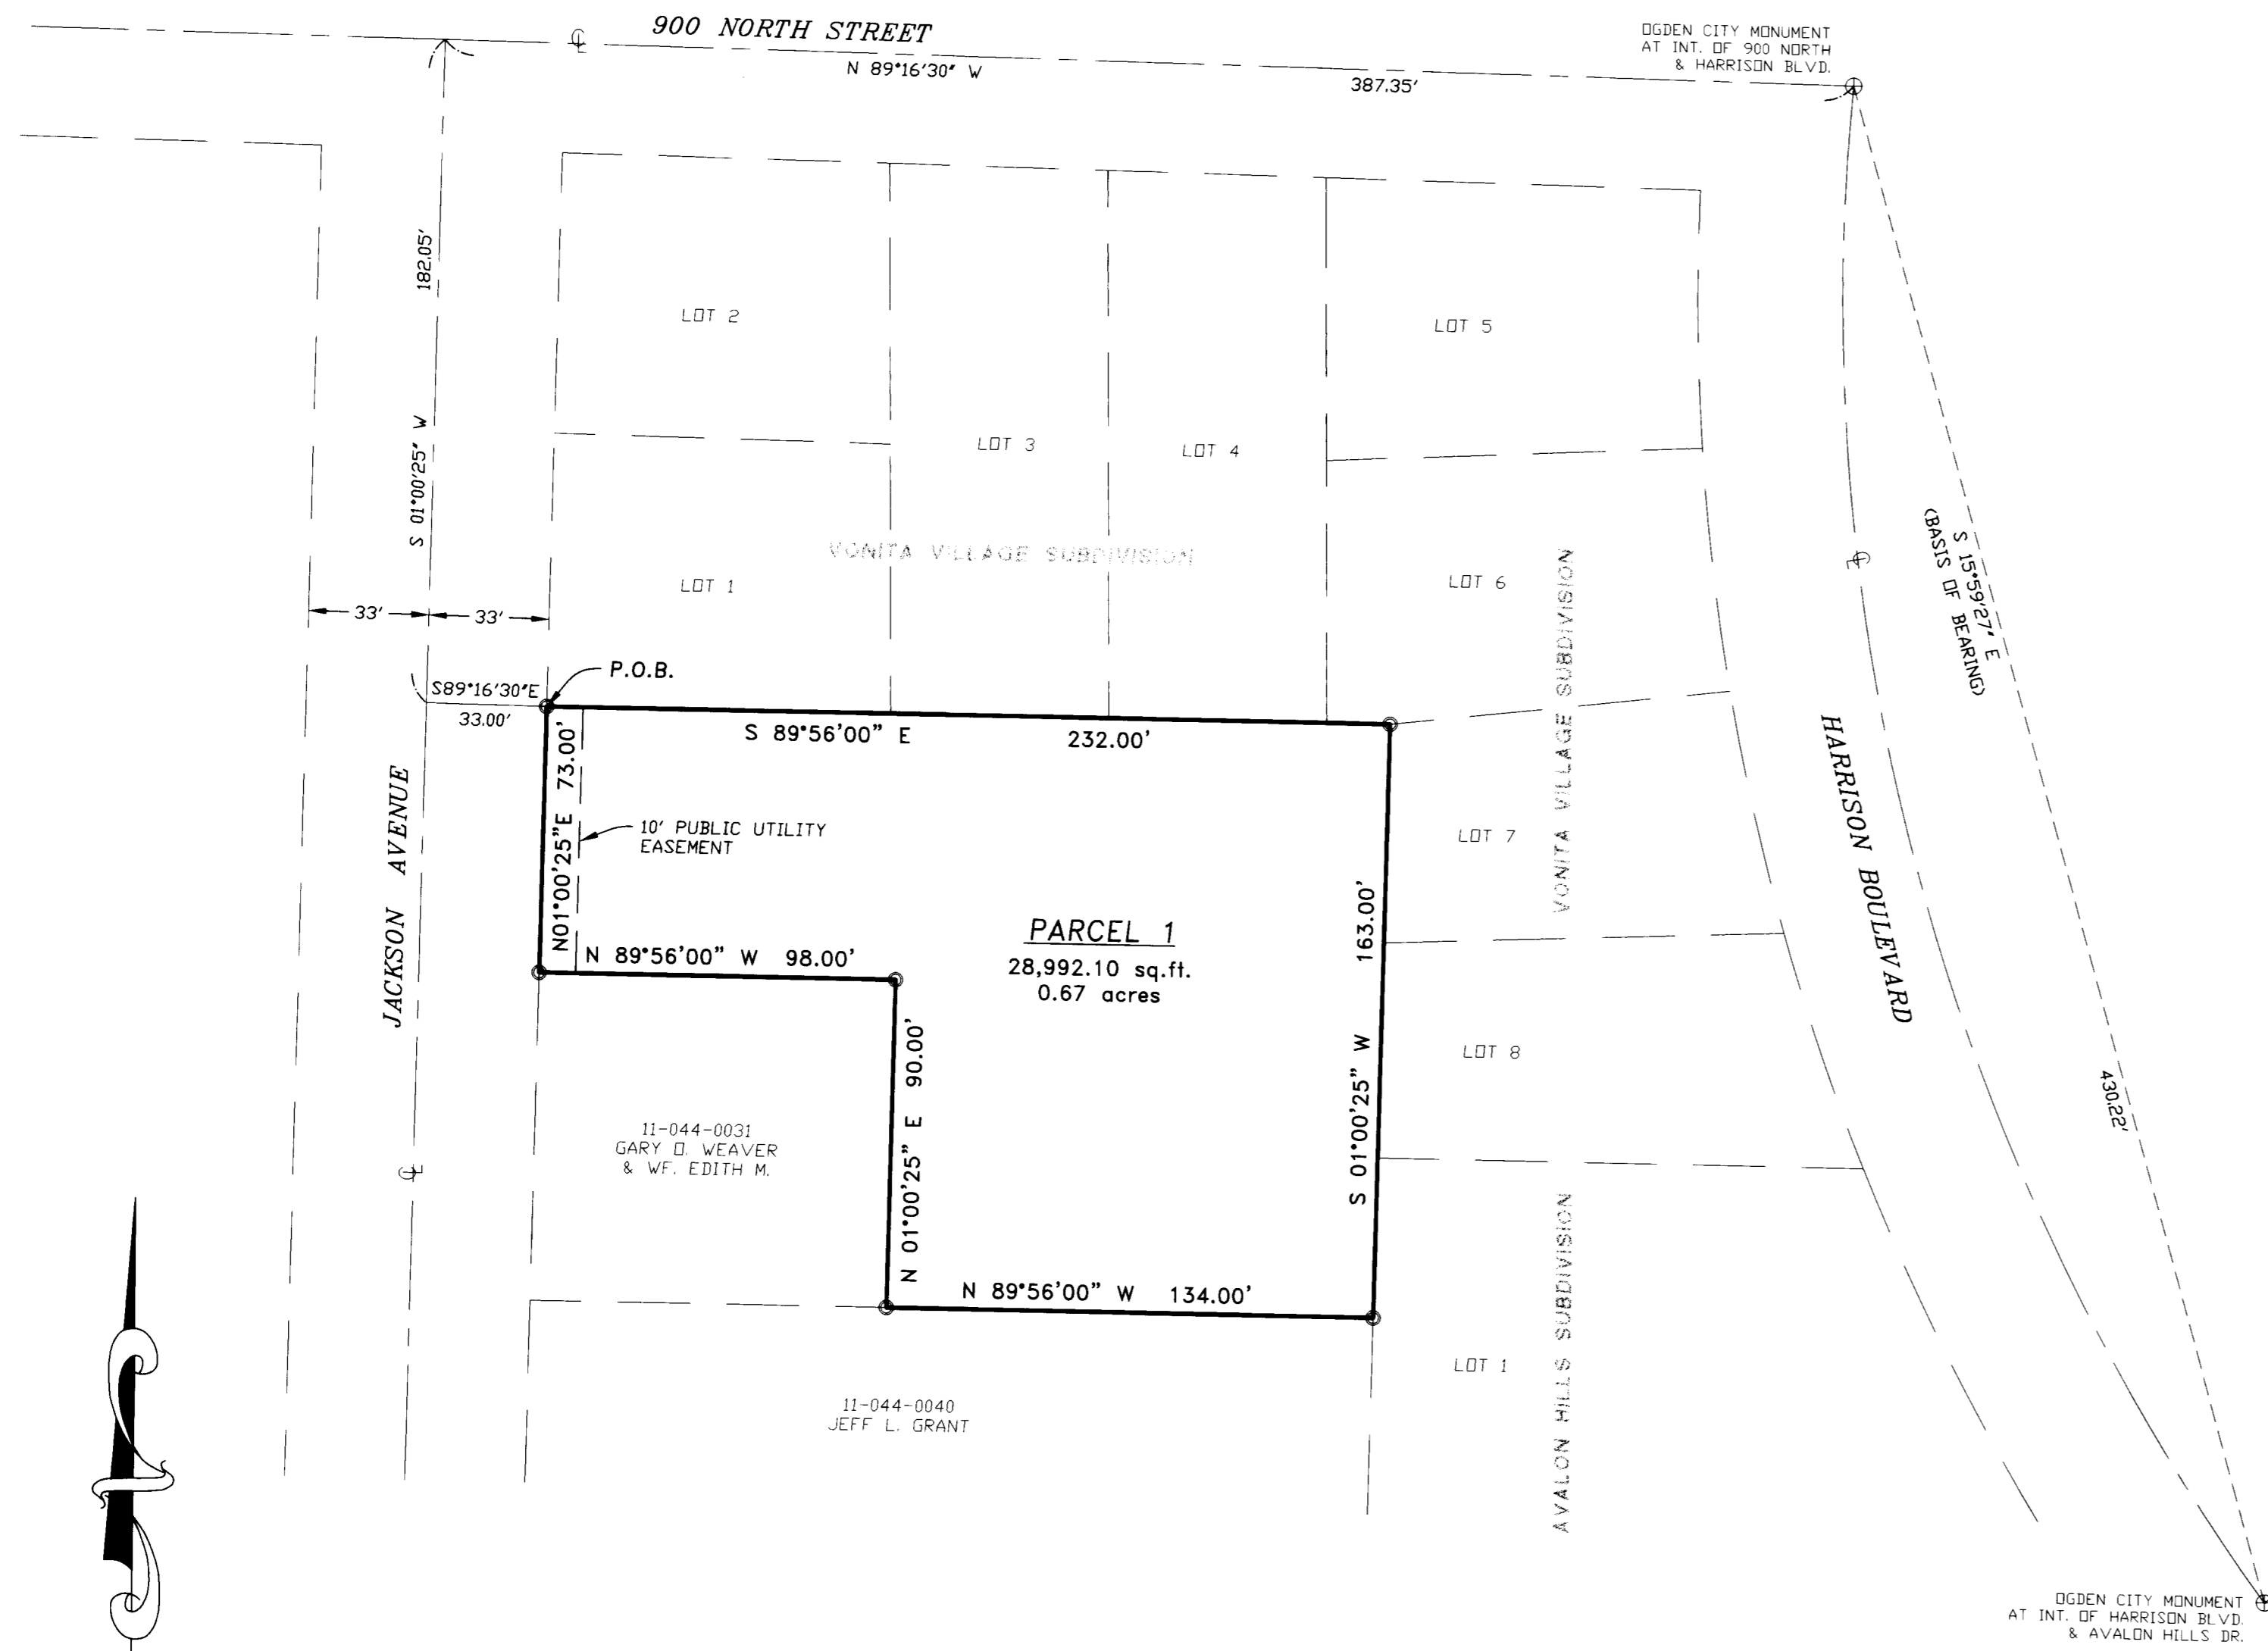 900 NORTH STREET
N 89°16'30" W
387.35'
OGDEN CITY MONUMENT
AT INT. OF 900 NORTH
& HARRISON BLVD.
182.05'
S 01°00'25" W
LOT 2
LOT 3
LOT 4
LOT 5
LOT 1
VONITA VILLAGE SUBDIVISION
LOT 6
VONITA VILLAGE SUBDIVISION
S 15°59'27" E
(BASIS OF BEARING)
430.22'
33'
33'
P.O.B.
S89°16'30"E
33.00'
S 89°56'00" E
232.00'
N01°00'25"E 73.00'
10' PUBLIC UTILITY
EASEMENT
JACKSON AVENUE
HARRISON BOULEVARD
LOT 7
N 89°56'00" W 98.00'
PARCEL 1
28,992.10 sq.ft.
0.67 acres
163.00'
S 01°00'25" W
N 01°00'25" E 90.00'
LOT 8
11-044-0031
GARY O. WEAVER
& WF. EDITH M.
N 89°56'00" W 134.00'
LOT 1
AVALON HILLS SUBDIVISION
11-044-0040
JEFF L. GRANT
OGDEN CITY MONUMENT
AT INT. OF HARRISON BLVD.
& AVALON HILLS DR.